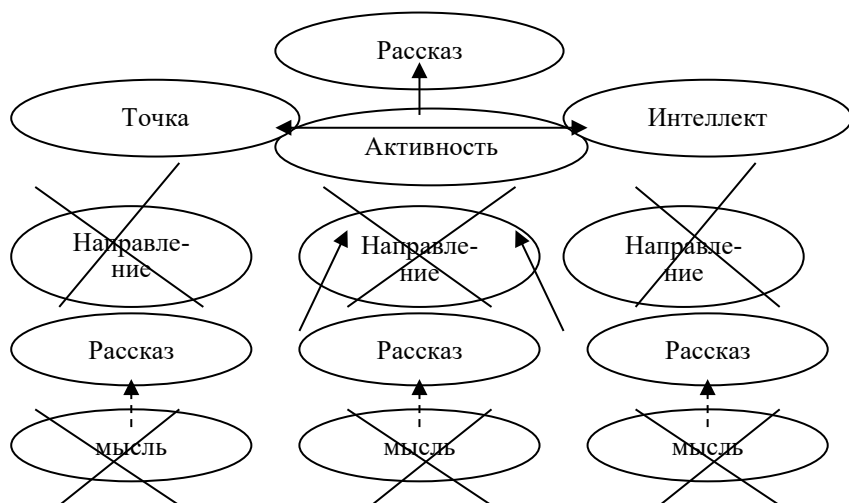 Рассказ
Точка
Активность
Интеллект
Направле-
ние
Направле-
ние
Направле-
ние
Рассказ
Рассказ
Рассказ
мысль
мысль
мысль